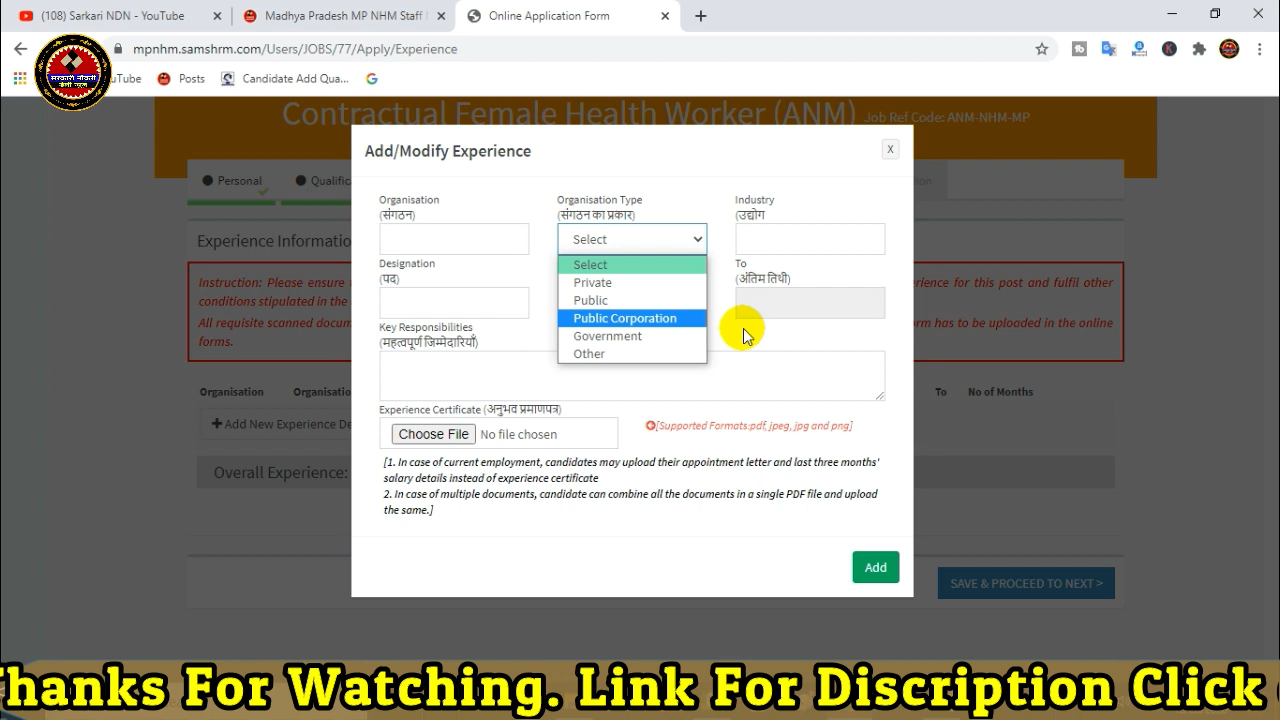 (108) Sarkari NDN - YouTube
Madhya Pradesh MP NHM Staff
Online Application Form
mpnhm.samshrm.com/Users/JOBS/77/Apply/Experience
सरकारी नौकरी
डेली न्यूज
uTube
Posts
Candidate Add Qua...
Contractual Female Health Worker (ANM) Job Ref Code: ANM-NHM-MP
Add/Modify Experience
X
Personal
Qualific
Organisation
(संगठन)
Organisation Type
(संगठन का प्रकार)
Industry
(उद्योग
Experience Informatio
Select
Select
Private
Public
Public Corporation
Government
Other
Designation
(पद)
To
(अंतिम तिथी)
Instruction: Please ensure
erience for this post and fulfil other
conditions stipulated in the
All requisite scanned docum
orm has to be uploaded in the online
forms.
Key Responsibilities
(महत्वपूर्ण जिम्मेदारियाँ)
Organisation
Organisatio
To
No of Months
Add New Experience De
Experience Certificate (अनुभव प्रमाणपत्र)
Choose File No file chosen
[Supported Formats:pdf, jpeg, jpg and png]
Overall Experience:
[1. In case of current employment, candidates may upload their appointment letter and last three months'
salary details instead of experience certificate
2. In case of multiple documents, candidate can combine all the documents in a single PDF file and upload
the same.]
Add
SAVE & PROCEED TO NEXT >
Thanks For Watching. Link For Discription Click